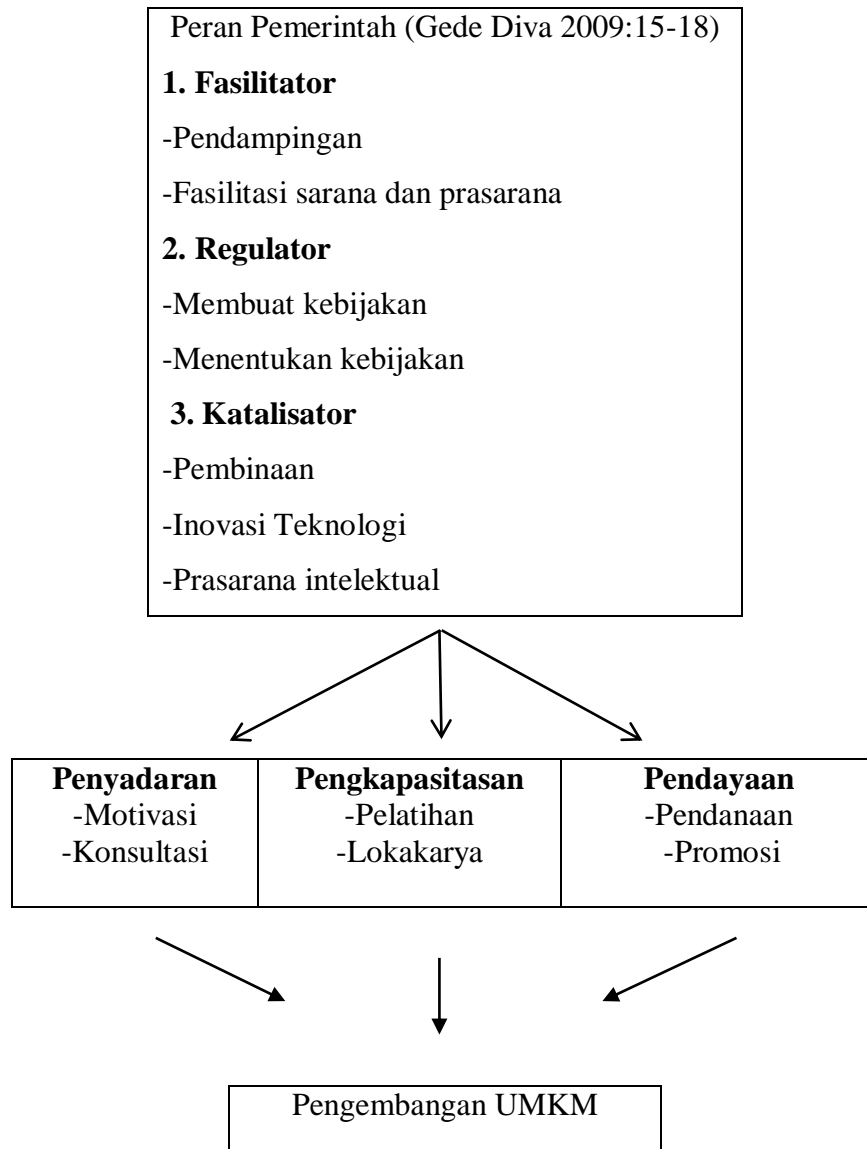 Peran Pemerintah (Gede Diva 2009:15-18)
1. Fasilitator
-Pendampingan
-Fasilitasi sarana dan prasarana
2. Regulator
-Membuat kebijakan
-Menentukan kebijakan
3. Katalisator
-Pembinaan
-Inovasi Teknologi
-Prasarana intelektual
Penyadaran
-Motivasi
-Konsultasi
Pengkapasitasan
-Pelatihan
-Lokakarya
Pendayaan
-Pendanaan
-Promosi
Pengembangan UMKM